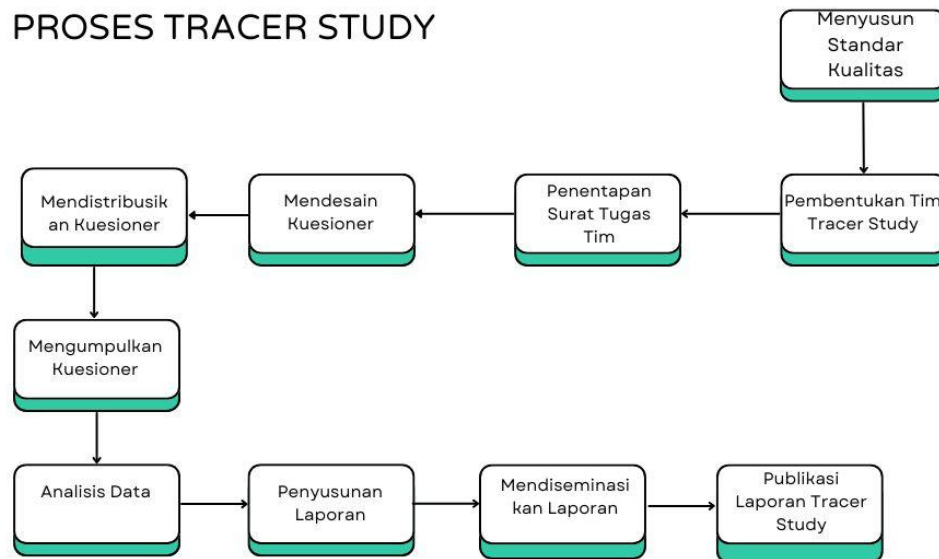 PROSES TRACER STUDY
Menyusun
Standar
Kualitas
Pembentukan Tim
Tracer Study
Penentapan
Surat Tugas
Tim
Mendesain
Kuesioner
Mendistribusik
an Kuesioner
Mengumpulkan
Kuesioner
Analisis Data
Penyusunan
Laporan
Mendiseminasi
kan Laporan
Publikasi
Laporan Tracer
Study